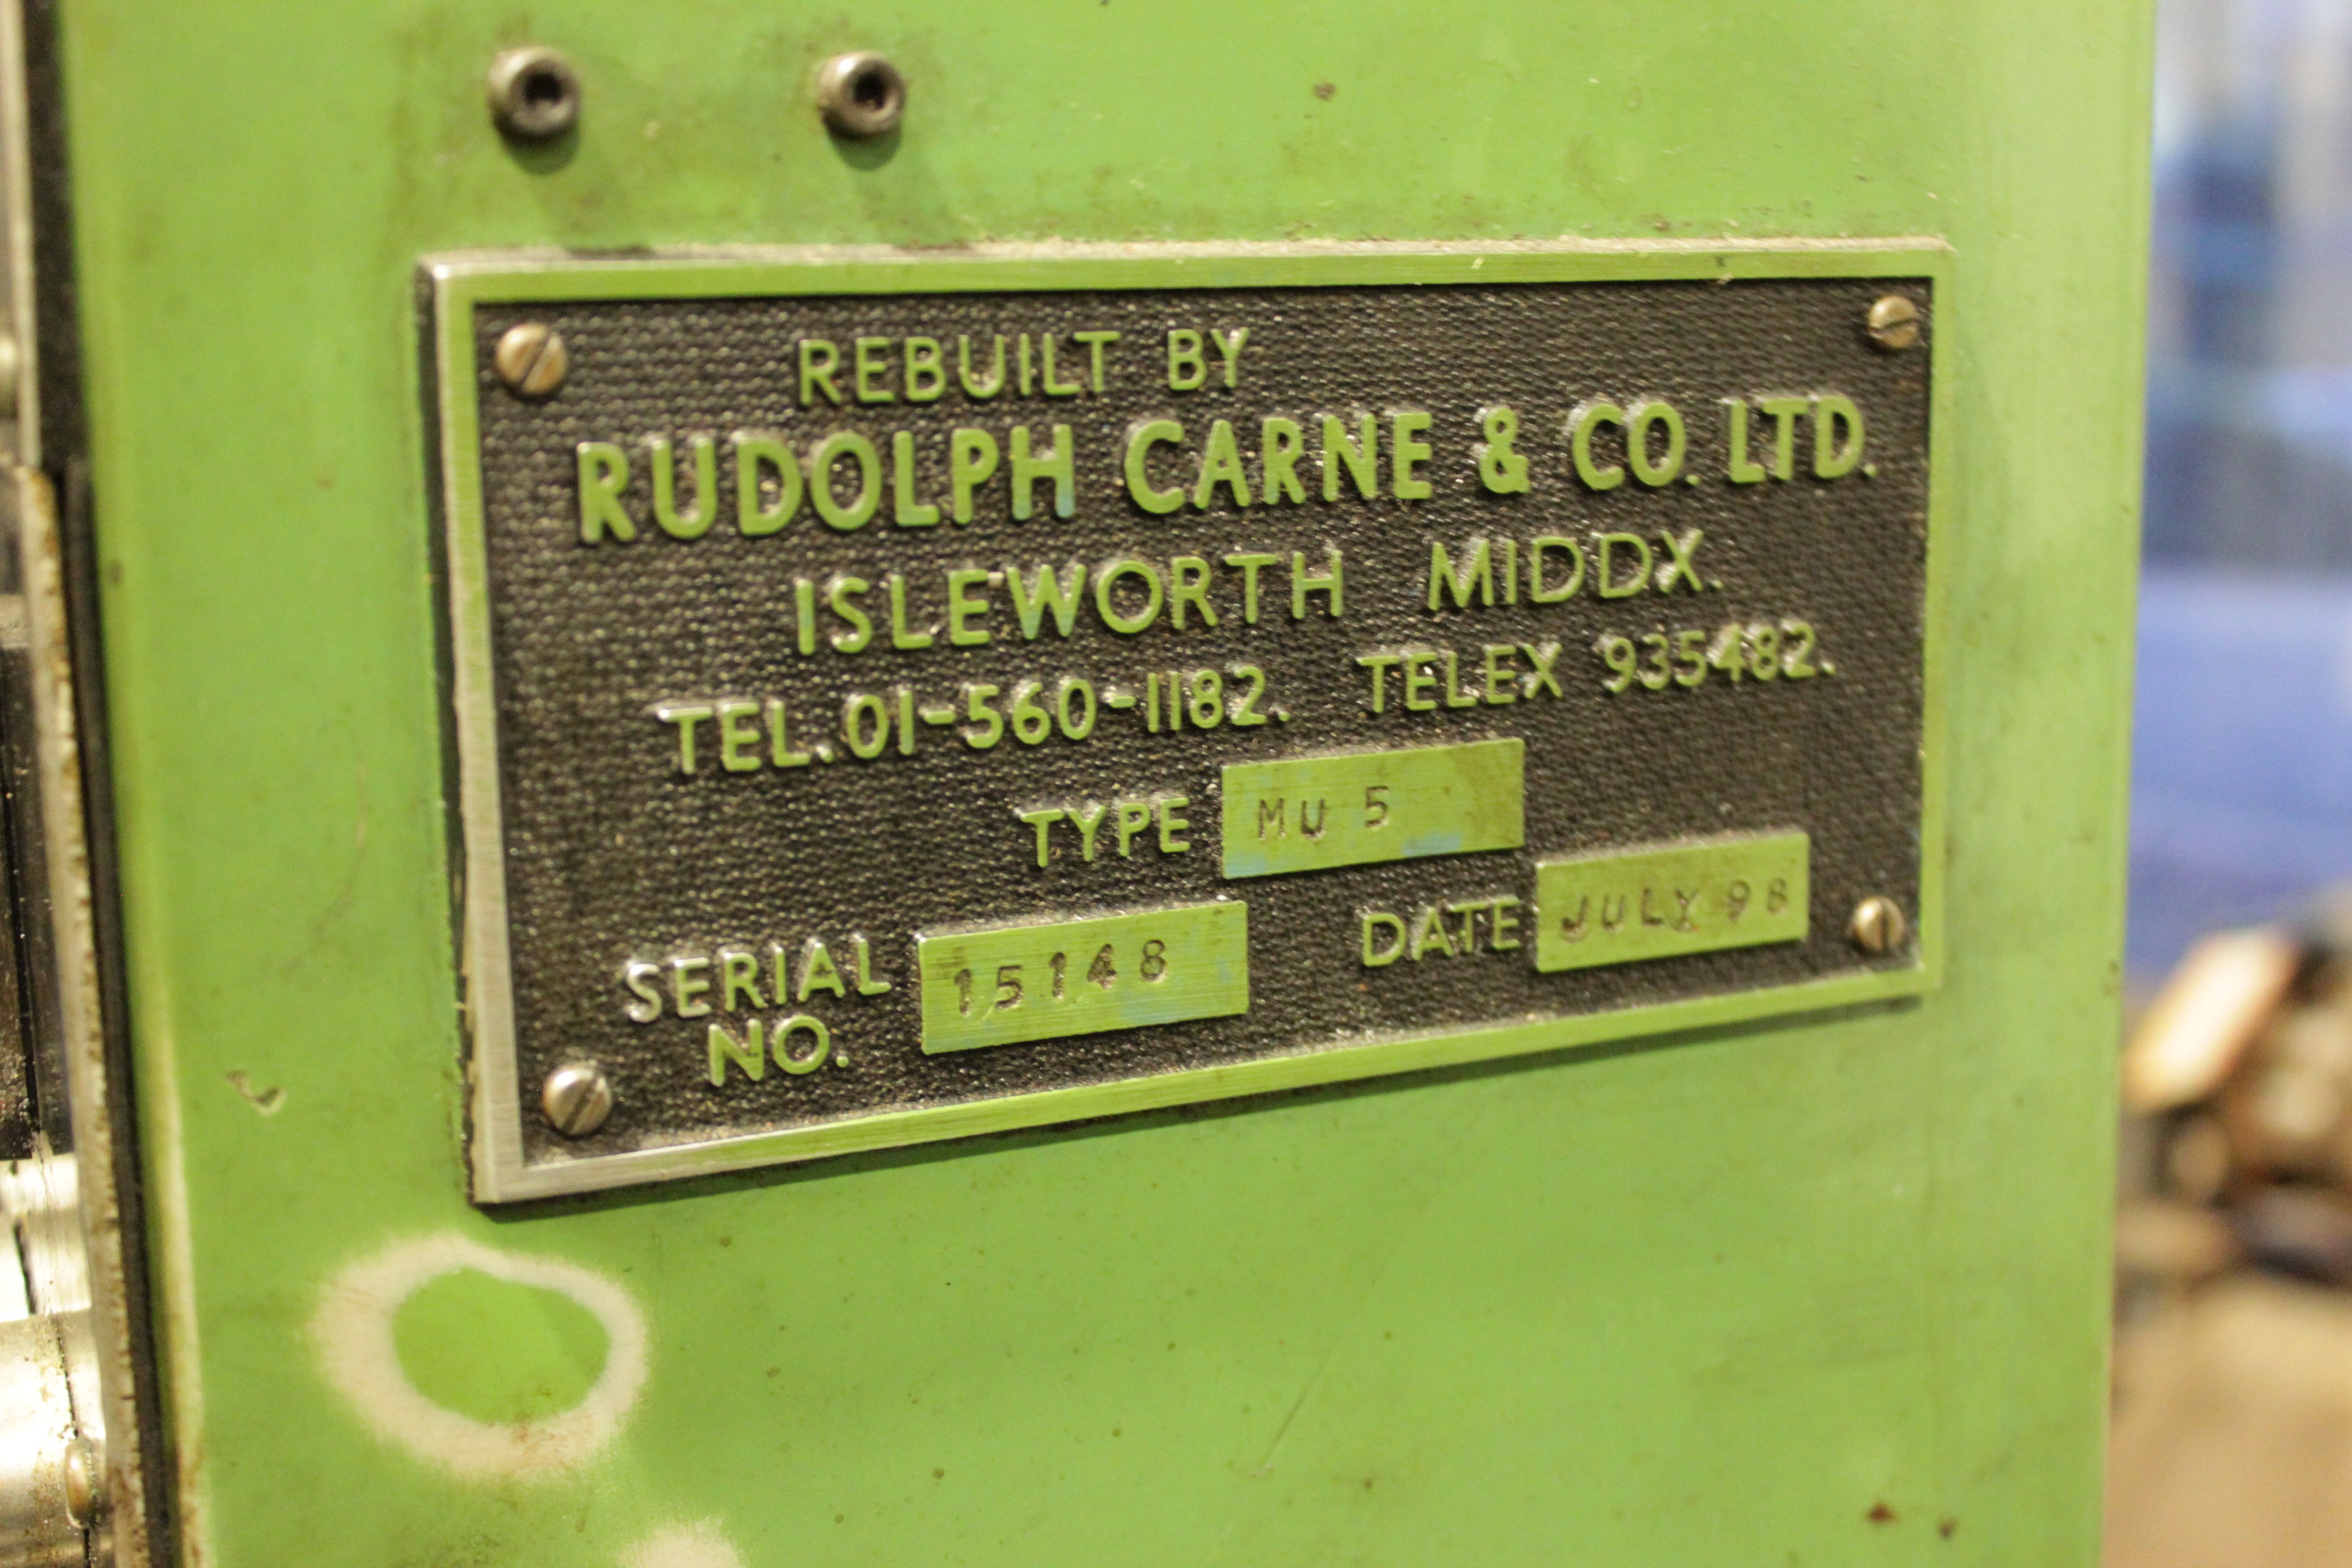 REBUILT BY
RUDOLPH CARNE & CO. LTD.
ISLEWORTH MIDDX.
TEL. 01-560-1182. TELEX 935482.
TYPE MU 5
SERIAL NO. 15148 DATE JULY 98